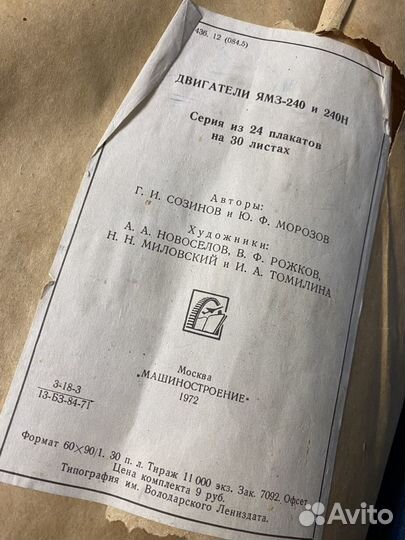 43б. 12 (084.5)
ДВИГАТЕЛИ ЯМЗ-240 и 240Н
Серия из 24 плакатов
на 30 листах
Авторы:
Г. И. СОЗИНОВ и Ю. Ф. МОРОЗОВ
Художники:
А. А. НОВОСЕЛОВ, В. Ф. РОЖКОВ,
Н. Н. МИЛОВСКИЙ и И. А. ТОМИЛИНА
Москва
„МАШИНОСТРОЕНИЕ"
1972
3-18-3
13-БЗ-84-71
Формат 60×90/1. 30 п. л. Тираж 11 000 экз. Зак. 7092. Офсет
Цена комплекта 9 руб.
Типография им. Володарского Лениздата.
Avito